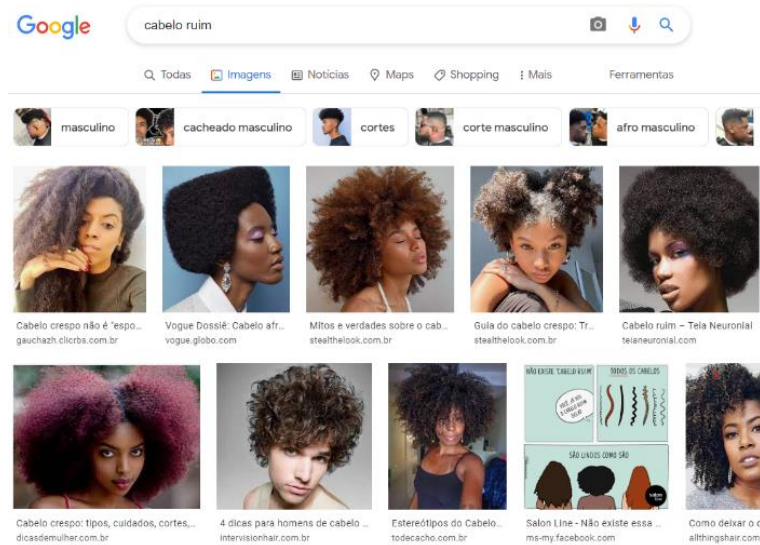 Google
cabelo ruim
Todas
Imagens
Notícias
Maps
Shopping
Mais
Ferramentas
masculino
cacheado masculino
cortes
corte masculino
afro masculino
Cabelo crespo não é "espo...
gauchazh.clicrbs.com.br
Vogue Dossiê: Cabelo afr...
vogue.globo.com
Mitos e verdades sobre o cab...
stealthelook.com.br
Guia do cabelo crespo: Tr...
stealthelook.com.br
Cabelo ruim – Teia Neuronial
teianeuronial.com
NÃO EXISTE "CABELO RUIM"
TODOS OS CABELOS
SÃO LINDOS COMO SÃO
salon
line
Cabelo crespo: tipos, cuidados, cortes,...
dicasdemulher.com.br
4 dicas para homens de cabelo ...
intervisionhair.com.br
Estereótipos do Cabelo...
todecacho.com.br
Salon Line - Não existe essa ...
ms-my.facebook.com
Como deixar o c
allthingshair.com